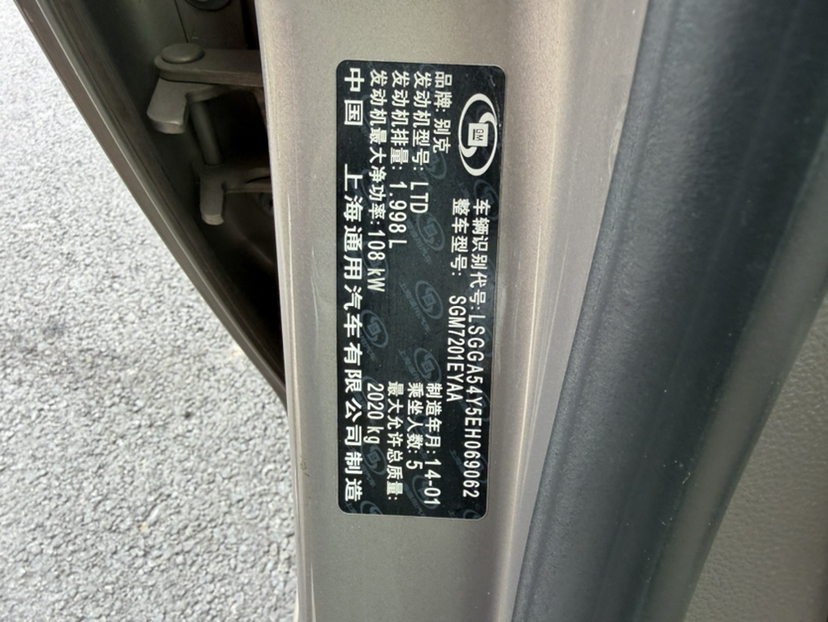 GM
车辆识别代号:LSGGA54Y5EH069062
整车型号: SGM7201EYAA
品牌: 别克
制造年月: 14-01
发动机型号: LTD
乘坐人数: 5
发动机排量: 1.998 L
最大允许总质量:
发动机最大净功率: 108 kW
2020 kg
中国 上海通用汽车有限公司制造